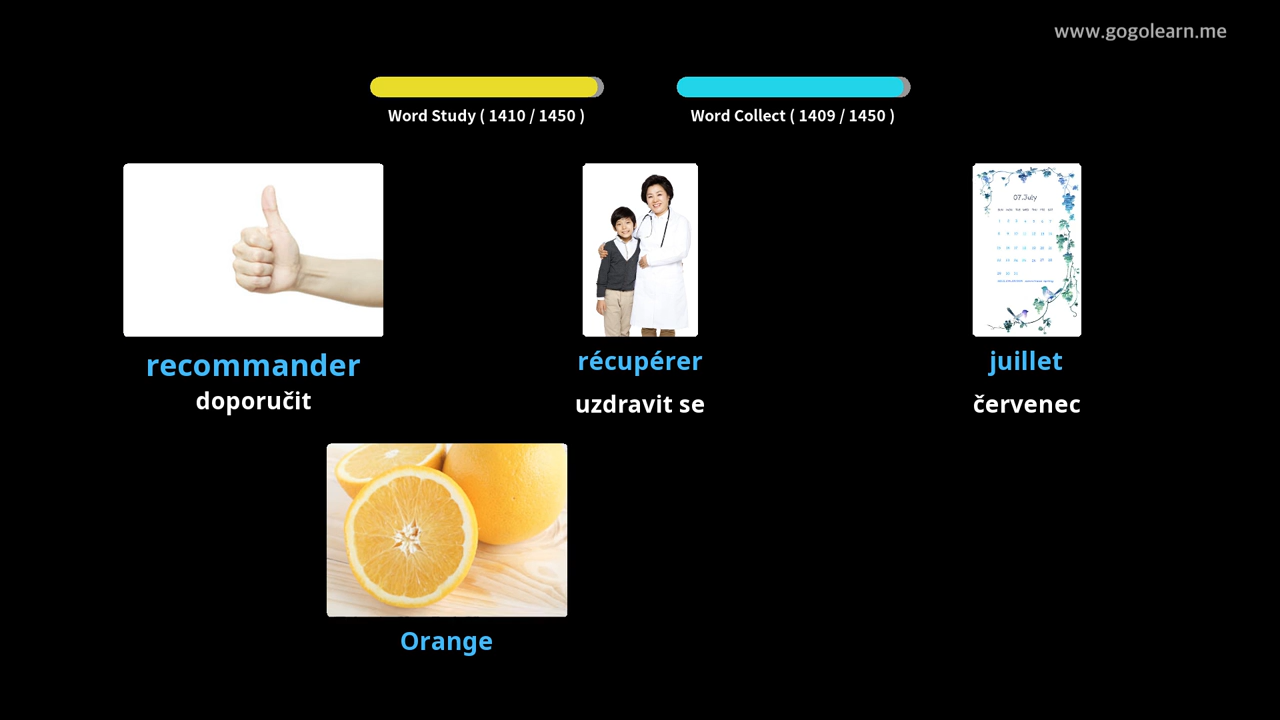 www.gogolearn.me
Word Study ( 1410 / 1450 )
Word Collect ( 1409 / 1450 )
07.July
recommander
doporučit
récupérer
uzdravit se
juillet
červenec
Orange